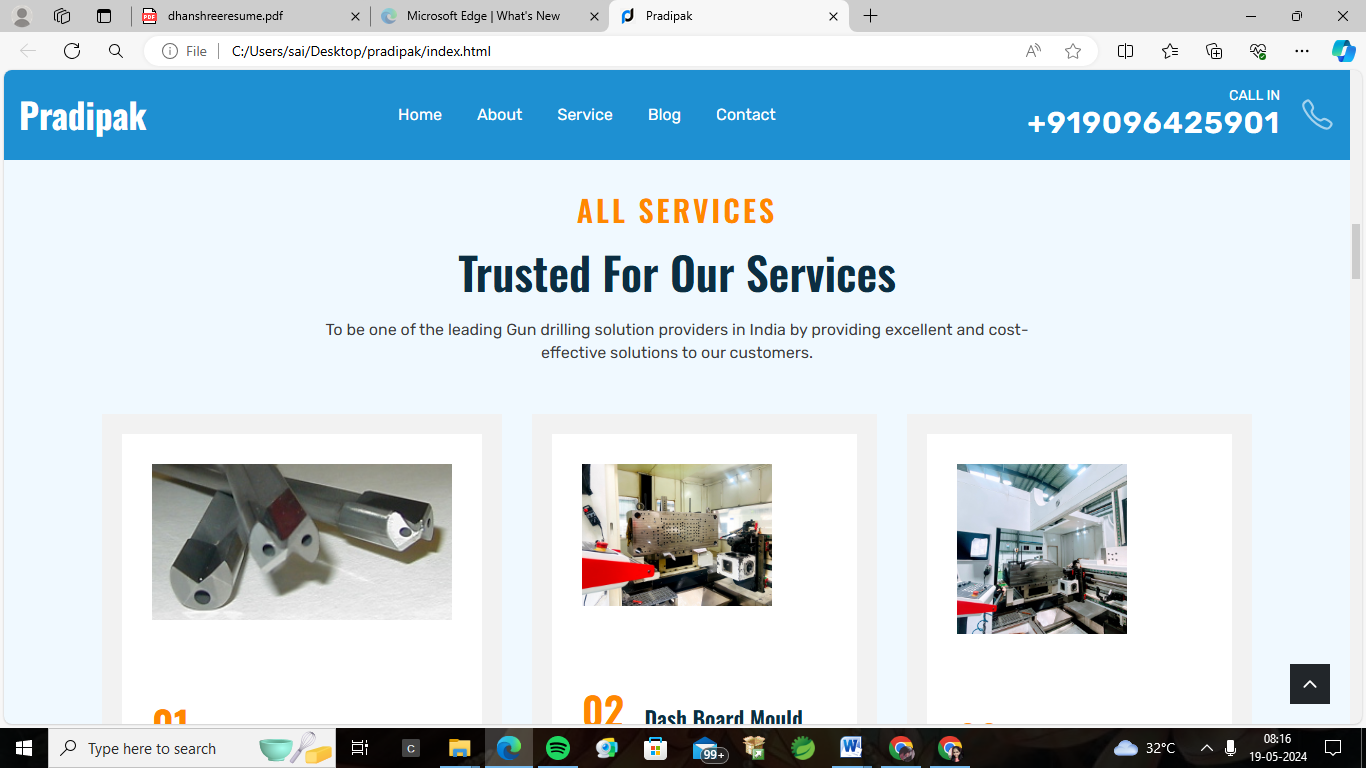 dhanshreeresume.pdf
Microsoft Edge | What's New
Pradipak
File
C:/Users/sai/Desktop/pradipak/index.html
Pradipak
Home
About
Service
Blog
Contact
CALL IN
+919096425901
ALL SERVICES
Trusted For Our Services
To be one of the leading Gun drilling solution providers in India by providing excellent and cost-
effective solutions to our customers.
01
02
Dash Board Mould
Type here to search
C
99+
32°C
08:16
19-05-2024